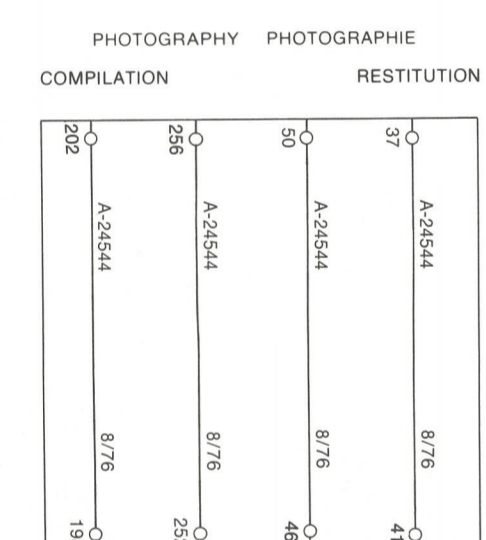 PHOTOGRAPHY PHOTOGRAPHIE
COMPILATION RESTITUTION
202 256 50 37
A-24544 A-24544 A-24544 A-24544
8/76 8/76 8/76 8/76
46 41